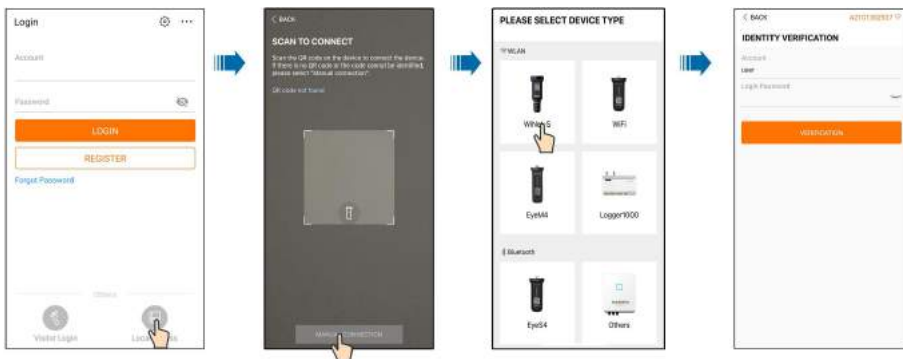 Login
Account
Password
LOGIN
REGISTER
Forgot Password
Others
Visitor Login
Local
BACK
SCAN TO CONNECT
Scan the QR code on the device to connect the device.
If there is no QR code or the code cannot be identified,
please select "Manual connection".
QR code not found
MANUAL CONNECTION
PLEASE SELECT DEVICE TYPE
WLAN
WiNet-S
WiFi
EyeM4
Logger1000
Bluetooth
EyeS4
Others
BACK
IDENTITY VERIFICATION
Account
user
Login Password
VERIFICATION